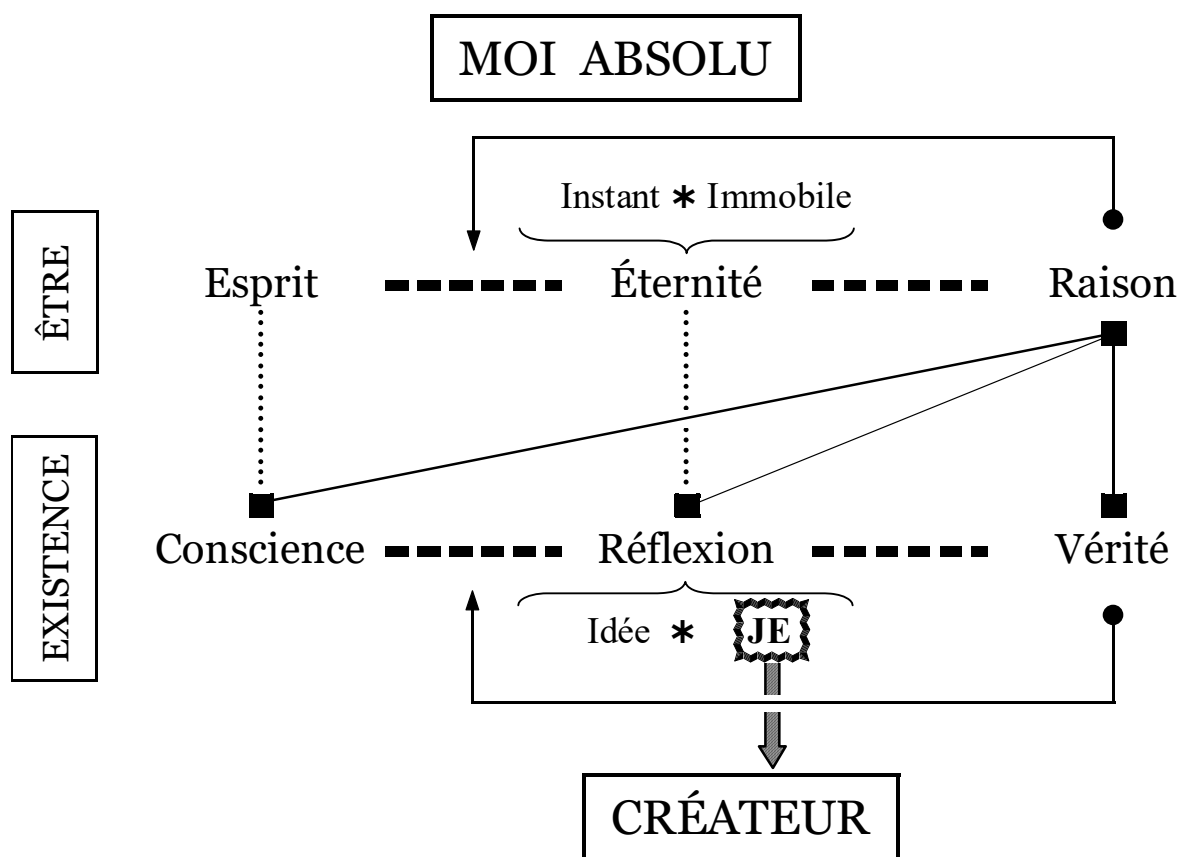 MOI ABSOLU
Instant * Immobile
ÊTRE
Esprit Éternité Raison
EXISTENCE
Conscience Réflexion Vérité
Idée * JE
CRÉATEUR